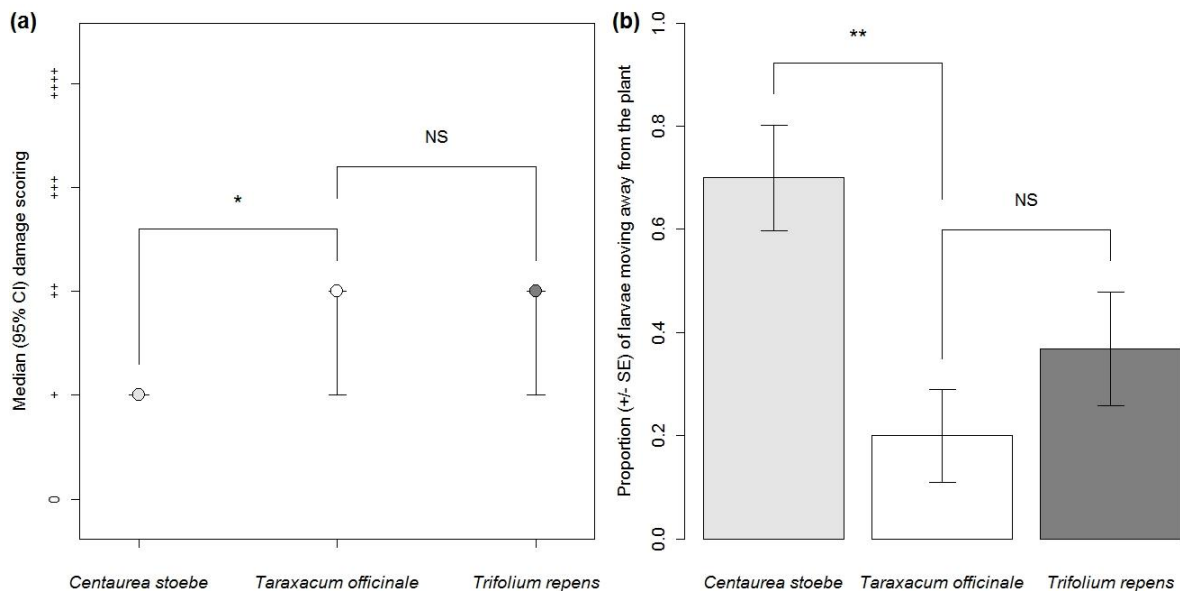 (a)
Median (95% CI) damage scoring
++++
+++
++
+
0
*
NS
Centaurea stoebe
Taraxacum officinale
Trifolium repens
(b)
Proportion (+/- SE) of larvae moving away from the plant
1.0
0.8
0.6
0.4
0.2
0.0
**
NS
Centaurea stoebe
Taraxacum officinale
Trifolium repens